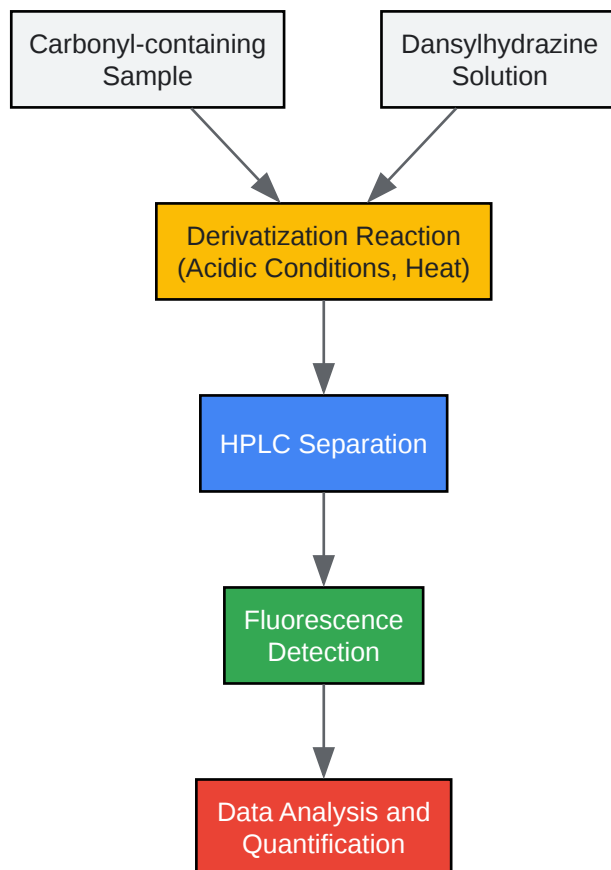 Carbonyl-containing
Sample
Dansylhydrazine
Solution
Derivatization Reaction
(Acidic Conditions, Heat)
HPLC Separation
Fluorescence
Detection
Data Analysis and
Quantification